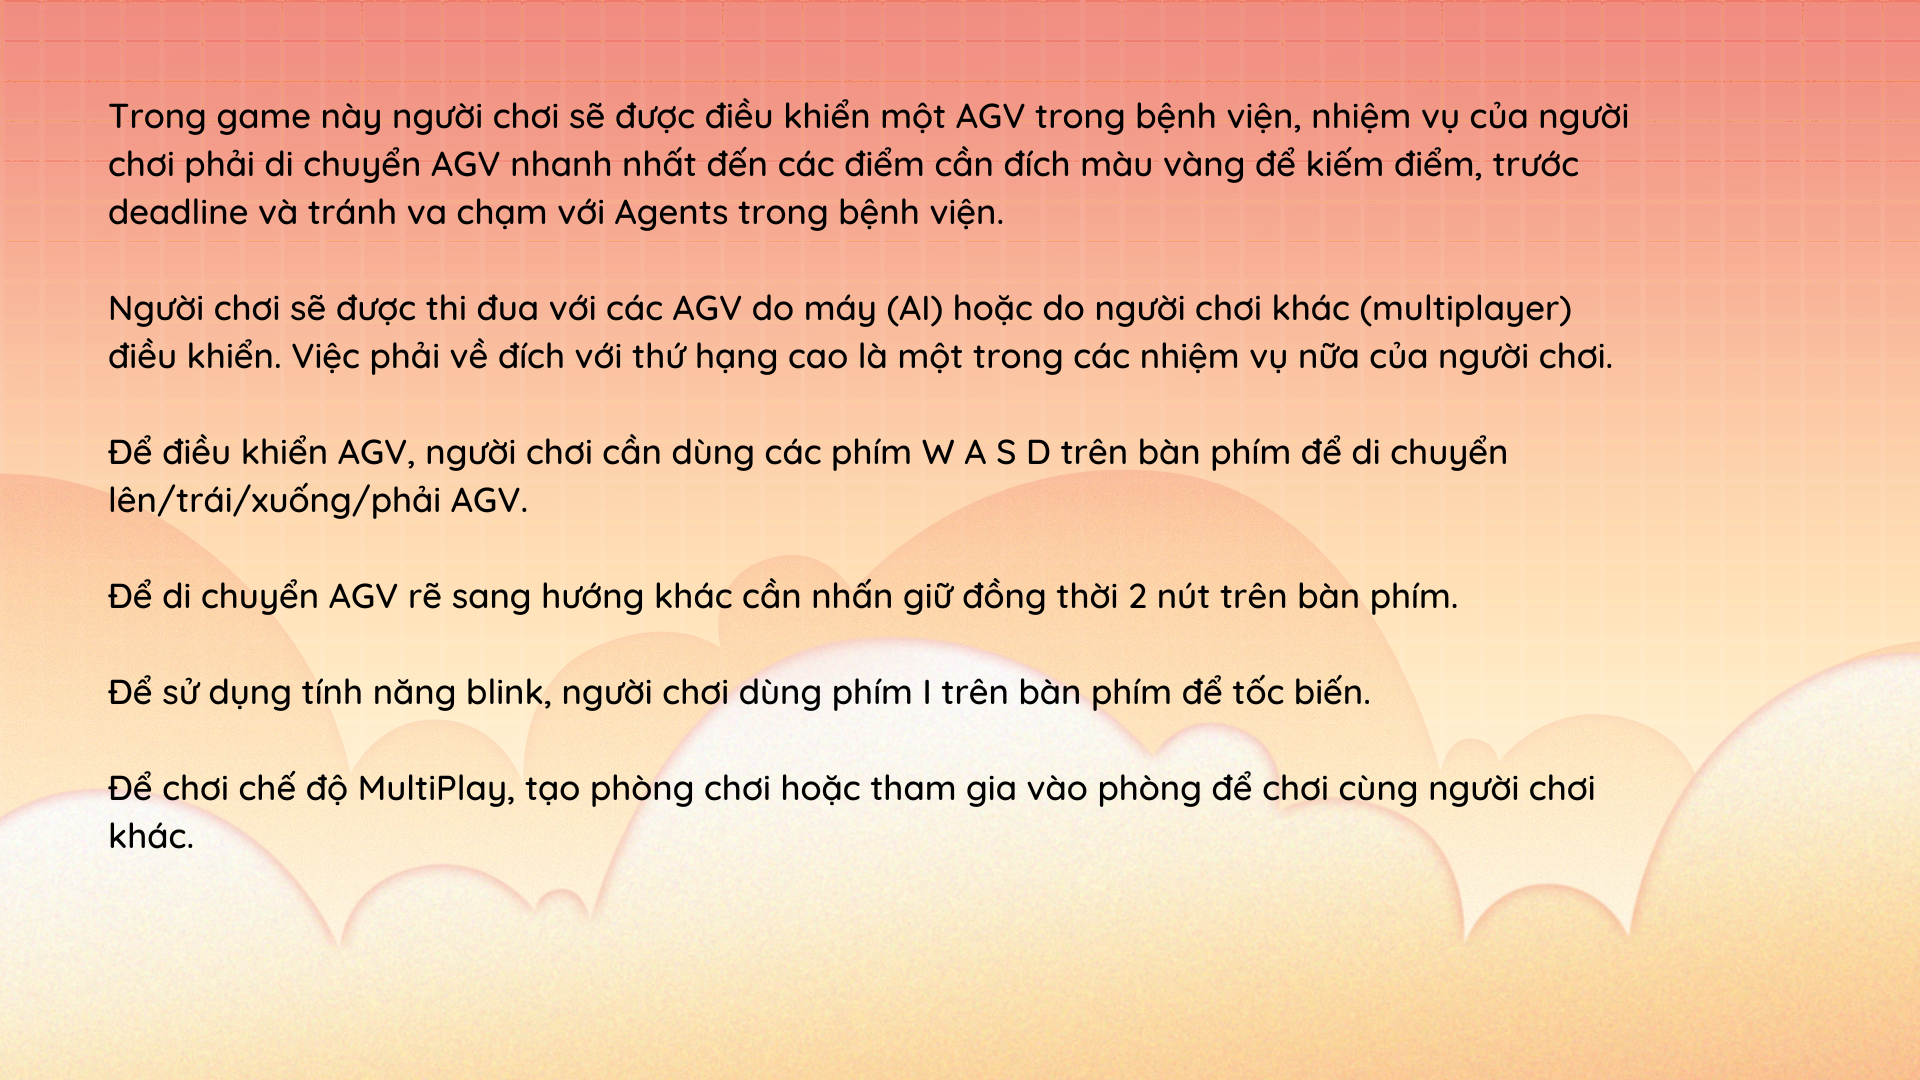 Trong game này người chơi sẽ được điều khiển một AGV trong bệnh viện, nhiệm vụ của người
chơi phải di chuyển AGV nhanh nhất đến các điểm cần đích màu vàng để kiếm điểm, trước
deadline và tránh va chạm với Agents trong bệnh viện.
Người chơi sẽ được thi đua với các AGV do máy (AI) hoặc do người chơi khác (multiplayer)
điều khiển. Việc phải về đích với thứ hạng cao là một trong các nhiệm vụ nữa của người chơi.
Để điều khiển AGV, người chơi cần dùng các phím W A S D trên bàn phím để di chuyển
lên/trái/xuống/phải AGV.
Để di chuyển AGV rẽ sang hướng khác cần nhấn giữ đồng thời 2 nút trên bàn phím.
Để sử dụng tính năng blink, người chơi dùng phím I trên bàn phím để tốc biến.
Để chơi chế độ MultiPlay, tạo phòng chơi hoặc tham gia vào phòng để chơi cùng người chơi
khác.